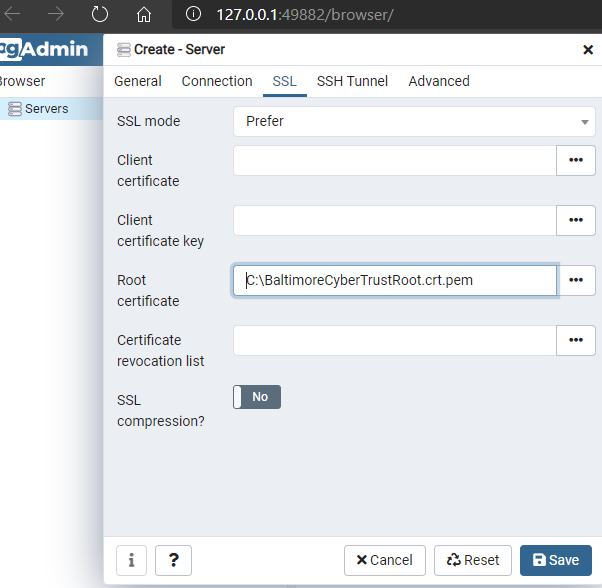 127.0.0.1:49882/browser/
pgAdmin
Create - Server
Browser
General Connection SSL SSH Tunnel Advanced
Servers
SSL mode
Prefer
Client
certificate
Client
certificate key
Root
certificate
C:\BaltimoreCyberTrustRoot.crt.pem
Certificate
revocation list
SSL
compression?
No
Cancel
Reset
Save